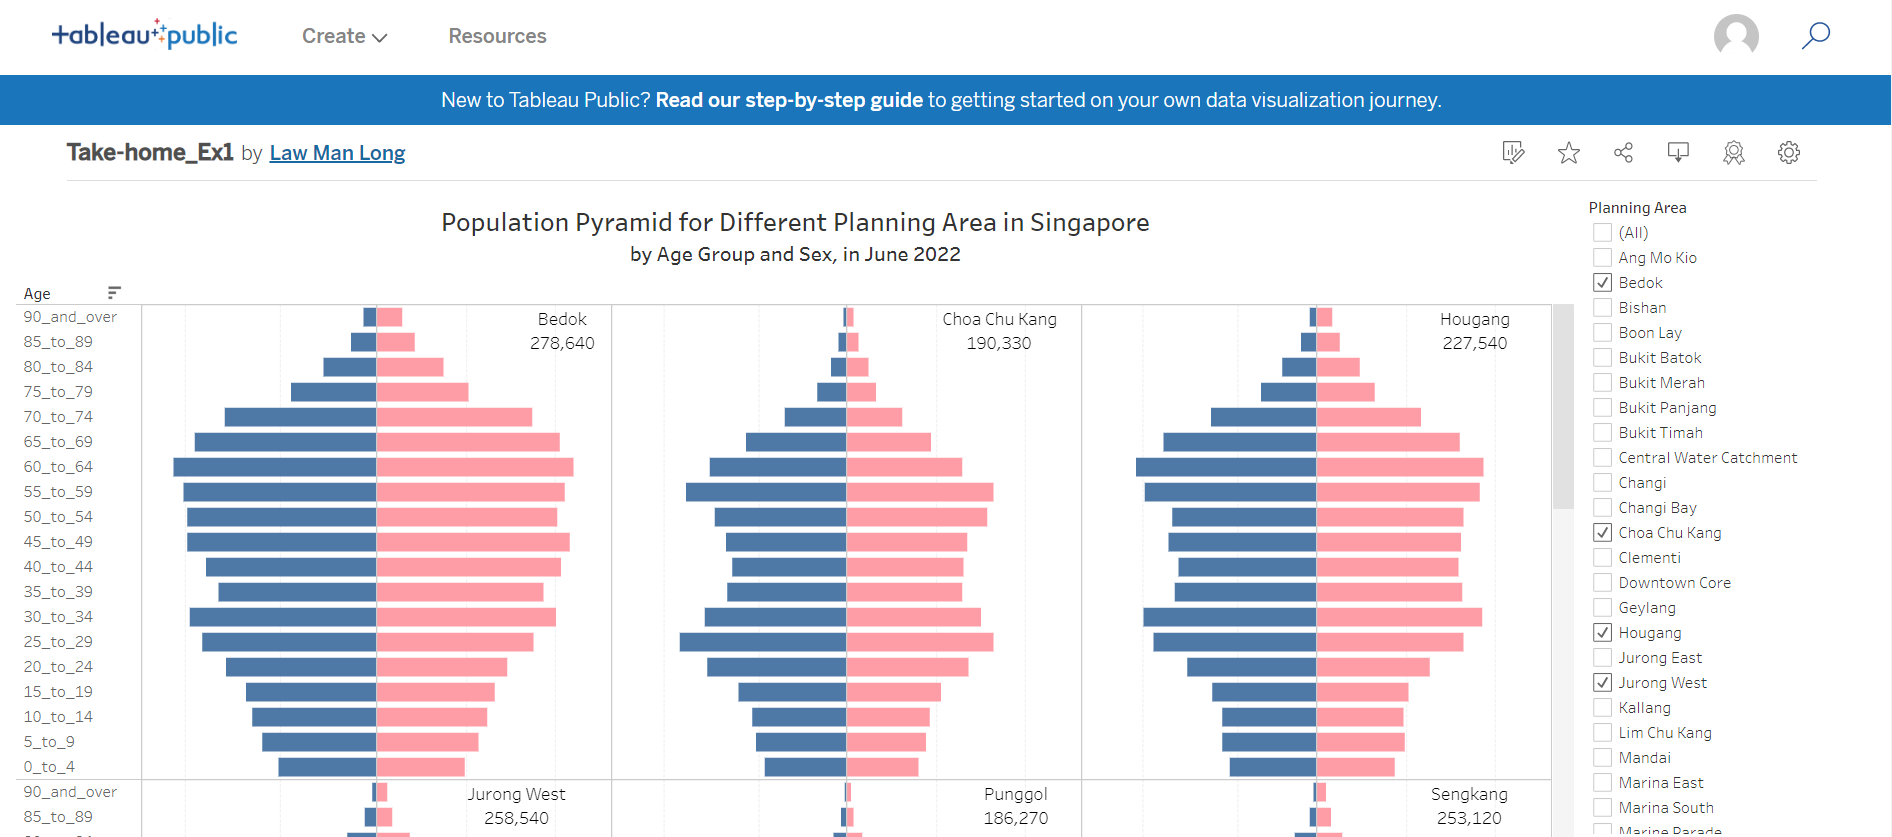 tableau public
Create
Resources
New to Tableau Public? Read our step-by-step guide to getting started on your own data visualization journey.
Take-home_Ex1 by Law Man Long
Population Pyramid for Different Planning Area in Singapore
by Age Group and Sex, in June 2022
Age
90_and_over
85_to_89
80_to_84
75_to_79
70_to_74
65_to_69
60_to_64
55_to_59
50_to_54
45_to_49
40_to_44
35_to_39
30_to_34
25_to_29
20_to_24
15_to_19
10_to_14
5_to_9
0_to_4
Bedok
278,640
Choa Chu Kang
190,330
Hougang
227,540
90_and_over
85_to_89
Jurong West
258,540
Punggol
186,270
Sengkang
253,120
Planning Area
(All)
Ang Mo Kio
Bedok
Bishan
Boon Lay
Bukit Batok
Bukit Merah
Bukit Panjang
Bukit Timah
Central Water Catchment
Changi
Changi Bay
Choa Chu Kang
Clementi
Downtown Core
Geylang
Hougang
Jurong East
Jurong West
Kallang
Lim Chu Kang
Mandai
Marina East
Marina South
Marine Parade